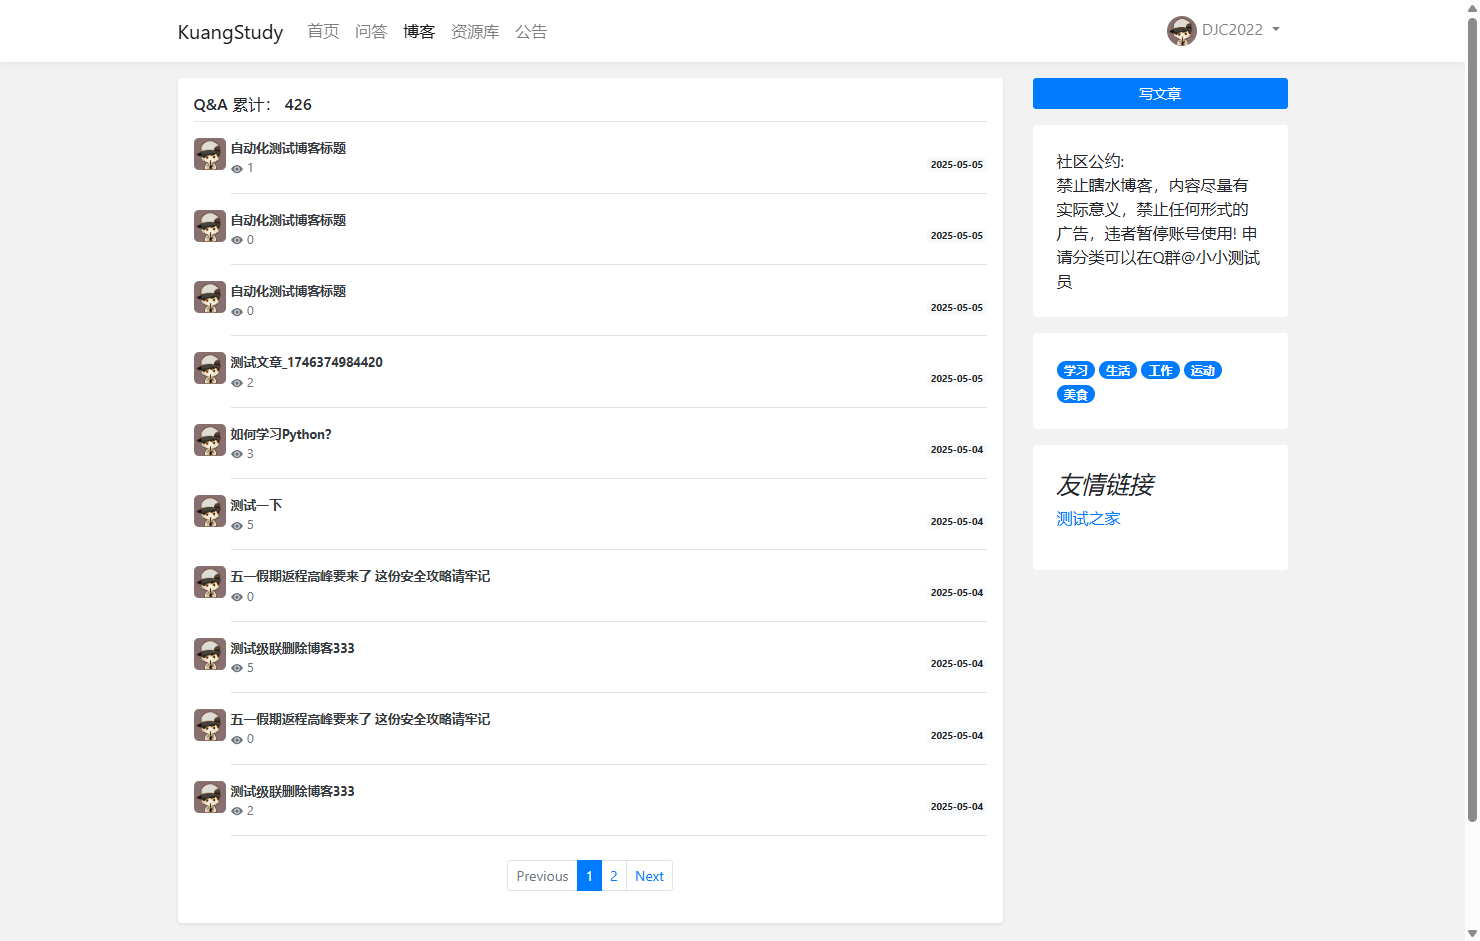 KuangStudy 首页 问答 博客 资源库 公告 DJC2022
Q&A 累计： 426
自动化测试博客标题
1
2025-05-05
自动化测试博客标题
0
2025-05-05
自动化测试博客标题
0
2025-05-05
测试文章_1746374984420
2
2025-05-05
如何学习Python?
3
2025-05-04
测试一下
5
2025-05-04
五一假期返程高峰要来了 这份安全攻略请牢记
0
2025-05-04
测试级联删除博客333
5
2025-05-04
五一假期返程高峰要来了 这份安全攻略请牢记
0
2025-05-04
测试级联删除博客333
2
2025-05-04
Previous 1 2 Next
写文章
社区公约:
禁止瞎水博客，内容尽量有
实际意义，禁止任何形式的
广告，违者暂停账号使用! 申
请分类可以在Q群@小小测试
员
学习 生活 工作 运动
美食
友情链接
测试之家